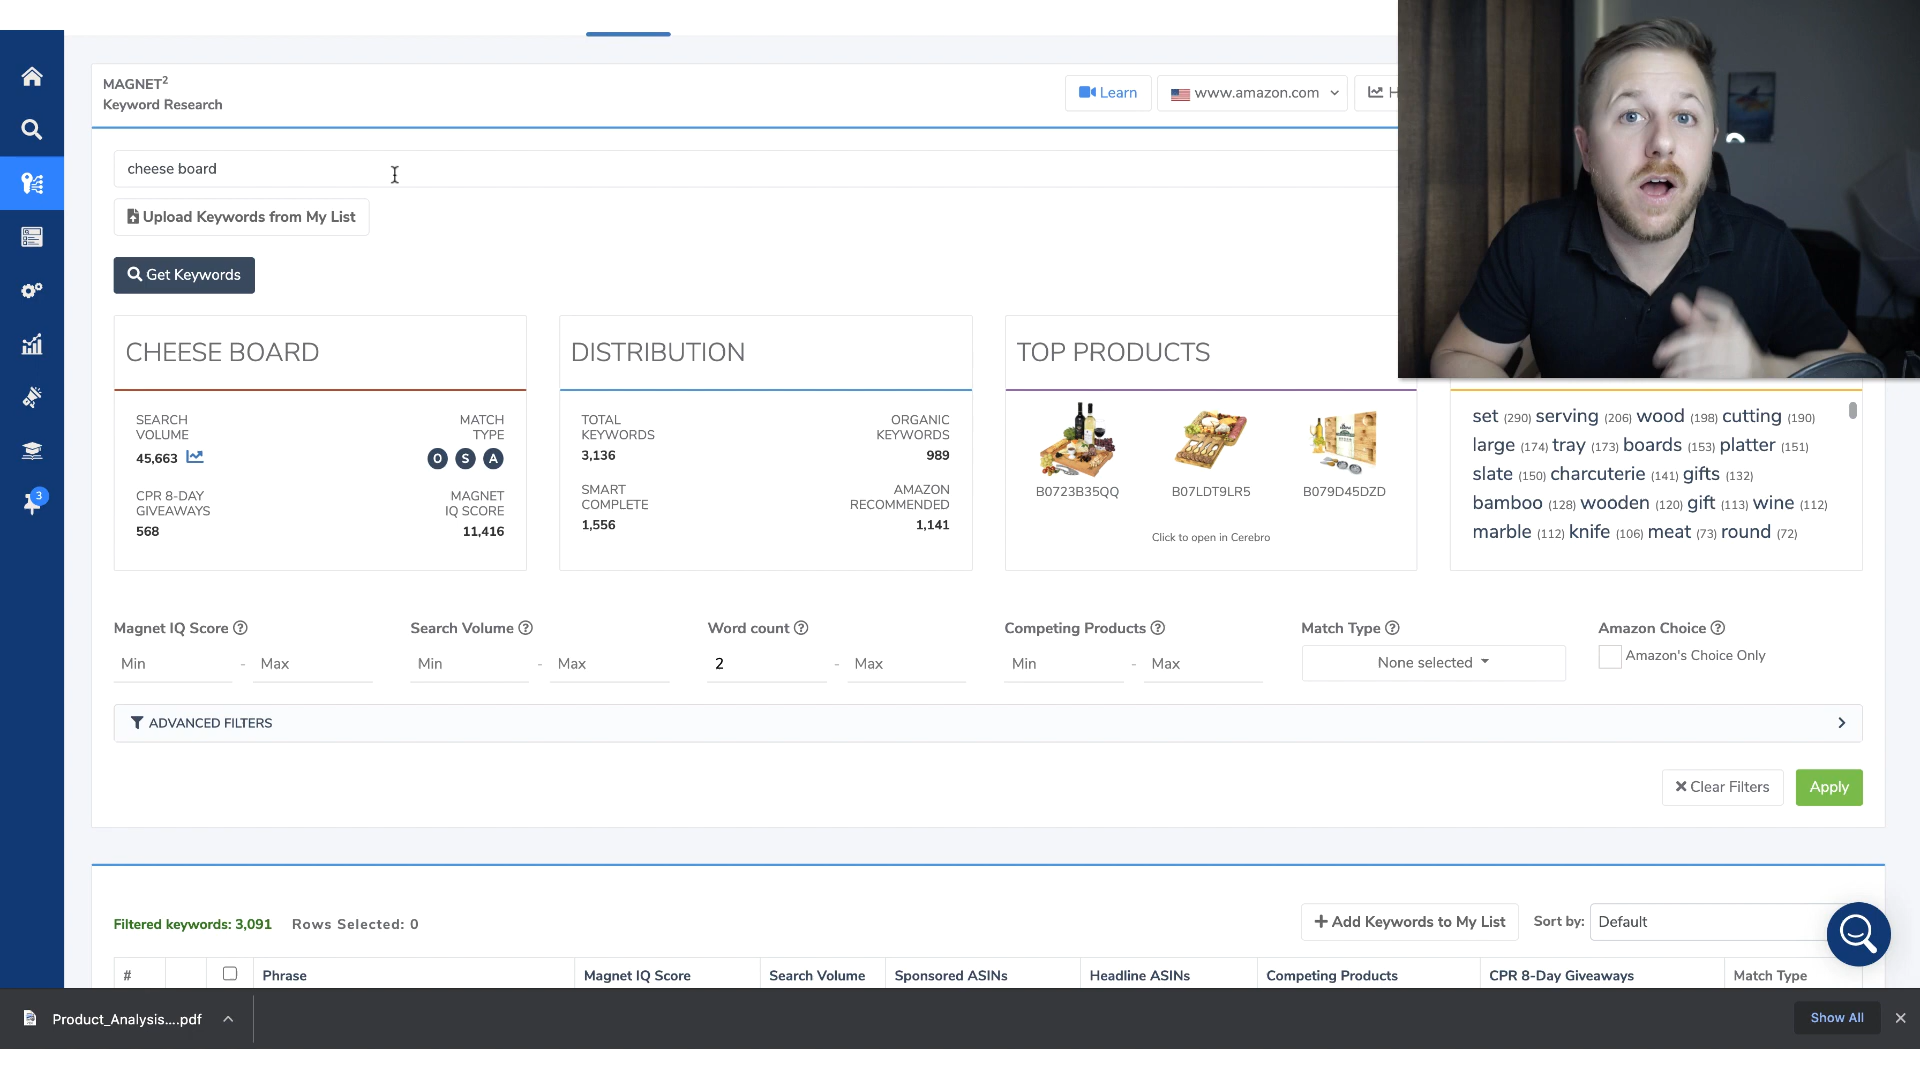 MAGNET2
Keyword Research
Learn
www.amazon.com
H
cheese board
Upload Keywords from My List
Get Keywords
CHEESE BOARD
SEARCH VOLUME
45,663
MATCH TYPE
O S A
CPR 8-DAY GIVEAWAYS
568
MAGNET IQ SCORE
11,416
DISTRIBUTION
TOTAL KEYWORDS
3,136
ORGANIC KEYWORDS
989
SMART COMPLETE
1,556
AMAZON RECOMMENDED
1,141
TOP PRODUCTS
B0723B35QQ B07LDT9LR5 B079D45DZD
Click to open in Cerebro
set (290) serving (206) wood (198) cutting (190)
large (174) tray (173) boards (153) platter (151)
slate (150) charcuterie (141) gifts (132)
bamboo (128) wooden (120) gift (113) wine (112)
marble (112) knife (106) meat (73) round (72)
Magnet IQ Score Search Volume Word count Competing Products Match Type Amazon Choice
Min - Max Min - Max 2 - Max Min - Max None selected Amazon's Choice Only
ADVANCED FILTERS
Clear Filters Apply
Filtered keywords: 3,091 Rows Selected: 0
Add Keywords to My List Sort by: Default
# Phrase Magnet IQ Score Search Volume Sponsored ASINs Headline ASINs Competing Products CPR 8-Day Giveaways Match Type
3
Product_Analysis....pdf
Show All